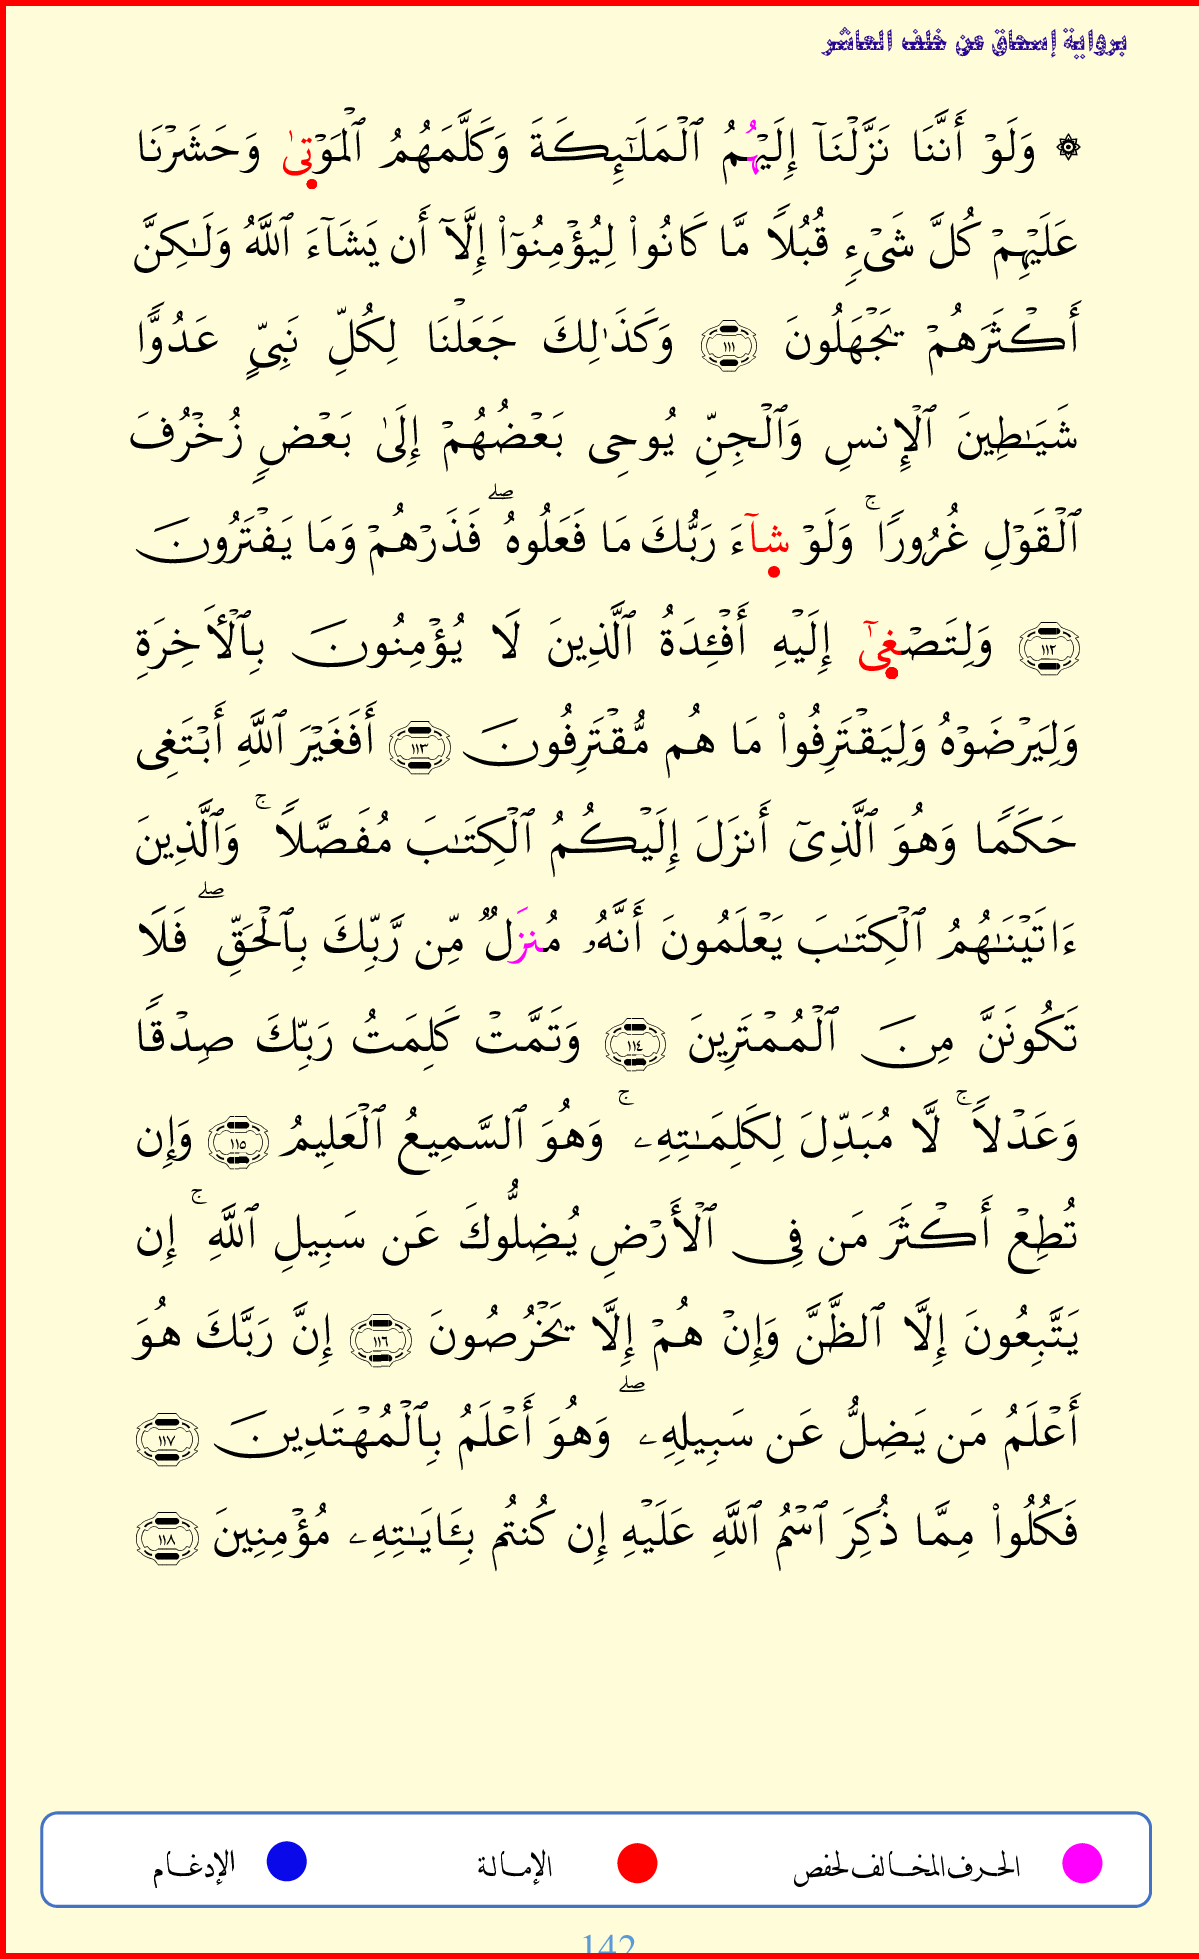 برواية إسحاق عن خلف العاشر
۞ وَلَوۡ أَنَّنَا نَزَّلۡنَآ إِلَيۡهُمُ ٱلۡمَلَٰٓئِكَةَ وَكَلَّمَهُمُ ٱلۡمَوۡتىٰ وَحَشَرۡنَا
عَلَيۡهِمۡ كُلَّ شَيۡءٖ قُبُلٗا مَّا كَانُواْ لِيُؤۡمِنُوٓاْ إِلَّآ أَن يَشَآءَ ٱللَّهُ وَلَٰكِنَّ
أَكۡثَرَهُمۡ يَجۡهَلُونَ ١١١ وَكَذَٰلِكَ جَعَلۡنَا لِكُلِّ نَبِيٍّ عَدُوّٗا
شَيَٰطِينَ ٱلۡإِنسِ وَٱلۡجِنِّ يُوحِي بَعۡضُهُمۡ إِلَىٰ بَعۡضٖ زُخۡرُفَ
ٱلۡقَوۡلِ غُرُورٗاۚ وَلَوۡ شآءَ رَبُّكَ مَا فَعَلُوهُۖ فَذَرۡهُمۡ وَمَا يَفۡتَرُونَ
١١٢ وَلِتَصۡغىٰٓ إِلَيۡهِ أَفۡـِٔدَةُ ٱلَّذِينَ لَا يُؤۡمِنُونَ بِٱلۡأٓخِرَةِ
وَلِيَرۡضَوۡهُ وَلِيَقۡتَرِفُواْ مَا هُم مُّقۡتَرِفُونَ ١١٣ أَفَغَيۡرَ ٱللَّهِ أَبۡتَغِي
حَكَمٗا وَهُوَ ٱلَّذِيٓ أَنزَلَ إِلَيۡكُمُ ٱلۡكِتَٰبَ مُفَصَّلٗاۚ وَٱلَّذِينَ
ءَاتَيۡنَٰهُمُ ٱلۡكِتَٰبَ يَعۡلَمُونَ أَنَّهُۥ مُنزَلٞ مِّن رَّبِّكَ بِٱلۡحَقِّۖ فَلَا
تَكُونَنَّ مِنَ ٱلۡمُمۡتَرِينَ ١١٤ وَتَمَّتۡ كَلِمَتُ رَبِّكَ صِدۡقٗا
وَعَدۡلٗاۚ لَّا مُبَدِّلَ لِكَلِمَٰتِهِۦۚ وَهُوَ ٱلسَّمِيعُ ٱلۡعَلِيمُ ١١٥ وَإِن
تُطِعۡ أَكۡثَرَ مَن فِي ٱلۡأَرۡضِ يُضِلُّوكَ عَن سَبِيلِ ٱللَّهِۚ إِن
يَتَّبِعُونَ إِلَّا ٱلظَّنَّ وَإِنۡ هُمۡ إِلَّا يَخۡرُصُونَ ١١٦ إِنَّ رَبَّكَ هُوَ
أَعۡلَمُ مَن يَضِلُّ عَن سَبِيلِهِۦۖ وَهُوَ أَعۡلَمُ بِٱلۡمُهۡتَدِينَ ١١٧
فَكُلُواْ مِمَّا ذُكِرَ ٱسۡمُ ٱللَّهِ عَلَيۡهِ إِن كُنتُم بِـَٔايَٰتِهِۦ مُؤۡمِنِينَ ١١٨
الحرف المخالف لحفص الإمالة الإدغام
142